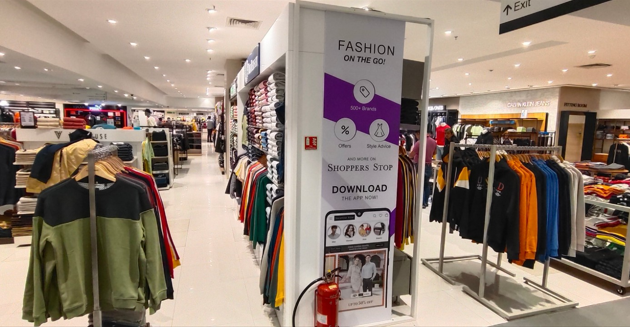 Exit
FASHION
ON THE GO!
500+ Brands
Offers
Style Advice
AND MORE ON
SHOPPERS STOP
DOWNLOAD
THE APP NOW!